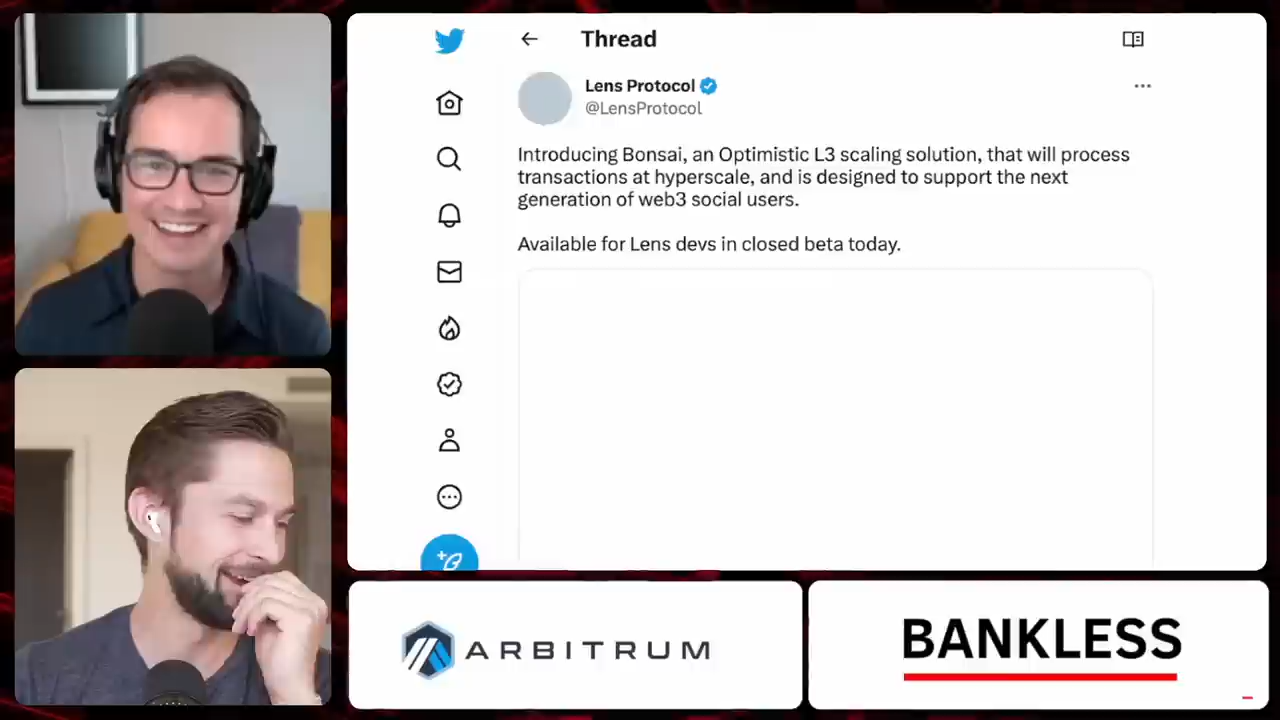 Thread
Lens Protocol
@LensProtocol
Introducing Bonsai, an Optimistic L3 scaling solution, that will process
transactions at hyperscale, and is designed to support the next
generation of web3 social users.
Available for Lens devs in closed beta today.
ARBITRUM
BANKLESS